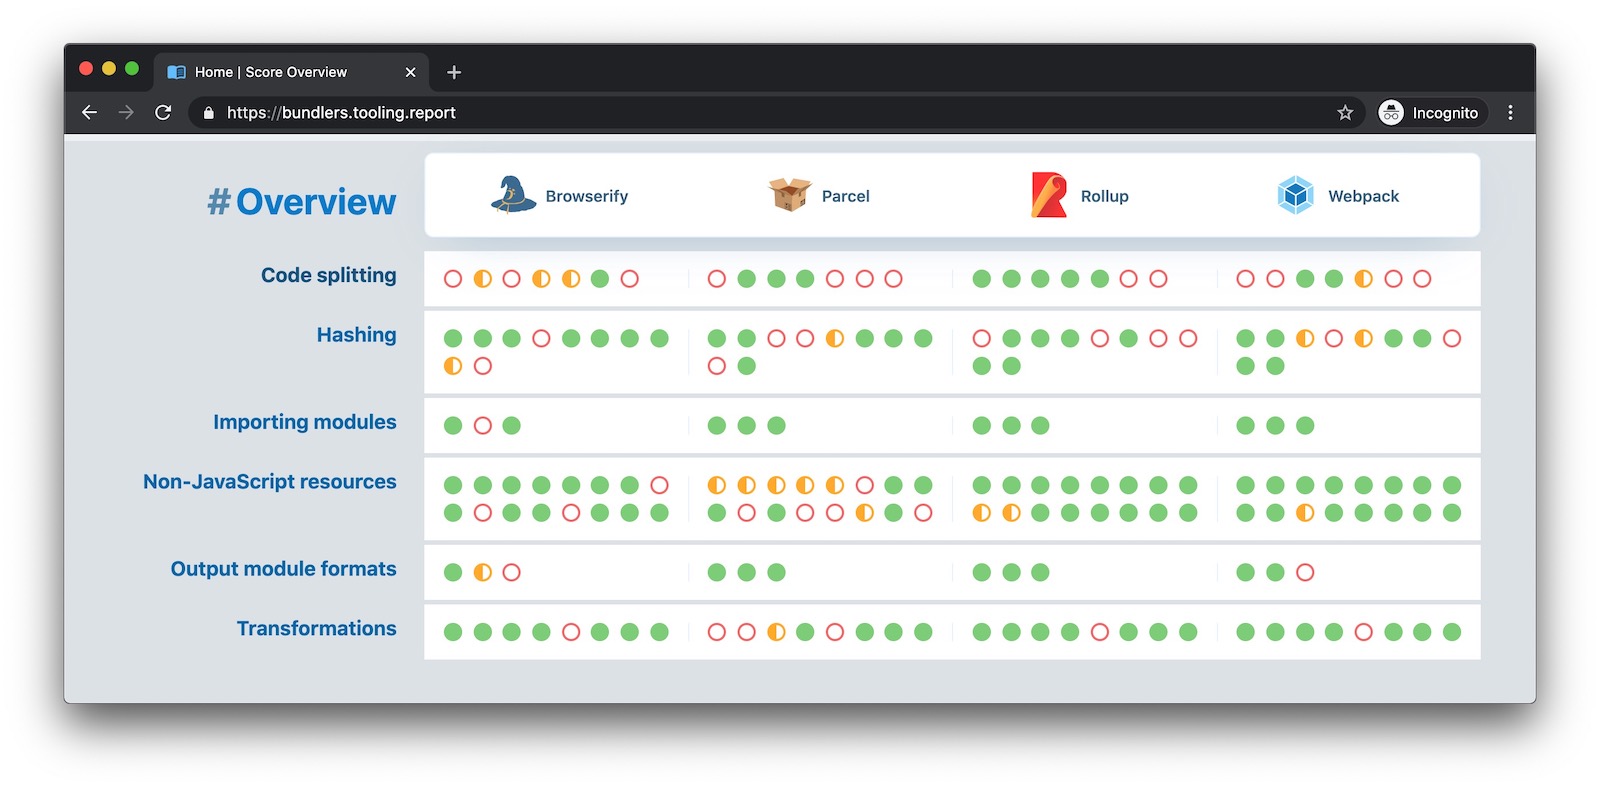 Home | Score Overview
https://bundlers.tooling.report
Incognito
#Overview
Browserify
Parcel
Rollup
Webpack
Code splitting
Hashing
Importing modules
Non-JavaScript resources
Output module formats
Transformations